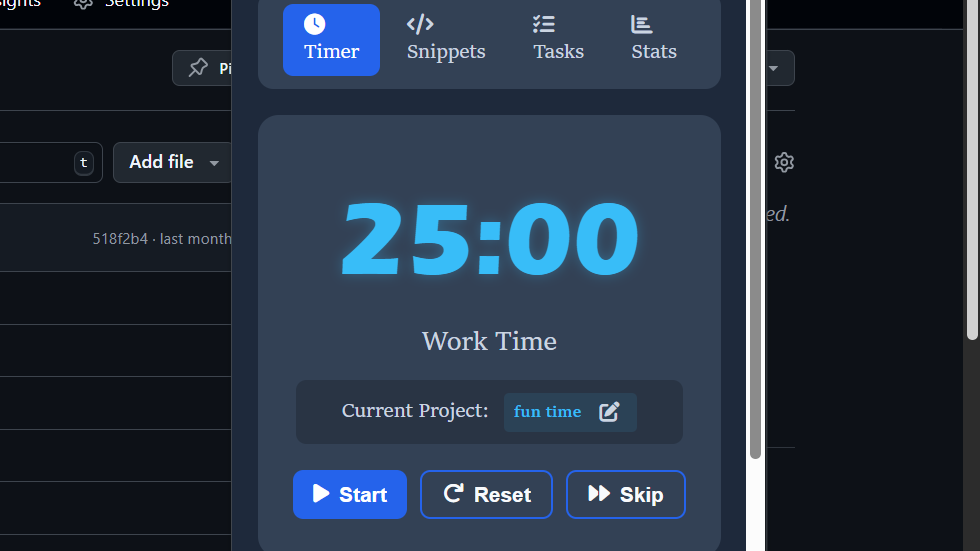 Settings
Timer
Snippets
Tasks
Stats
t
Add file
ed.
518f2b4 · last month
25:00
Work Time
Current Project:
fun time
Start
Reset
Skip